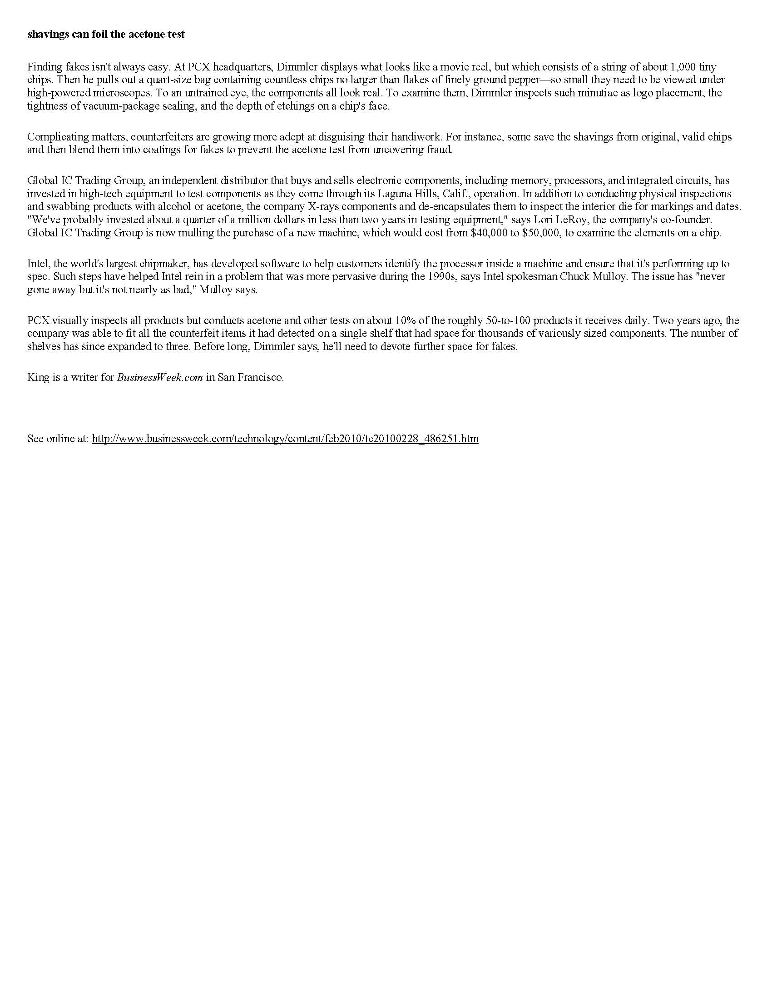 shavings can foil the acetone test
Finding fakes isn't always easy. At PCX headquarters, Dimmler displays what looks like a movie reel, but which consists of a string of about 1,000 tiny
chips. Then he pulls out a quart-size bag containing countless chips no larger than flakes of finely ground pepper—so small they need to be viewed under
high-powered microscopes. To an untrained eye, the components all look real. To examine them, Dimmler inspects such minutiae as logo placement, the
tightness of vacuum-package sealing, and the depth of etchings on a chip's face.
Complicating matters, counterfeiters are growing more adept at disguising their handiwork. For instance, some save the shavings from original, valid chips
and then blend them into coatings for fakes to prevent the acetone test from uncovering fraud.
Global IC Trading Group, an independent distributor that buys and sells electronic components, including memory, processors, and integrated circuits, has
invested in high-tech equipment to test components as they come through its Laguna Hills, Calif., operation. In addition to conducting physical inspections
and swabbing products with alcohol or acetone, the company X-rays components and de-encapsulates them to inspect the interior die for markings and dates.
"We've probably invested about a quarter of a million dollars in less than two years in testing equipment," says Lori LeRoy, the company's co-founder.
Global IC Trading Group is now mulling the purchase of a new machine, which would cost from $40,000 to $50,000, to examine the elements on a chip.
Intel, the world's largest chipmaker, has developed software to help customers identify the processor inside a machine and ensure that it's performing up to
spec. Such steps have helped Intel rein in a problem that was more pervasive during the 1990s, says Intel spokesman Chuck Mulloy. The issue has "never
gone away but it's not nearly as bad," Mulloy says.
PCX visually inspects all products but conducts acetone and other tests on about 10% of the roughly 50-to-100 products it receives daily. Two years ago, the
company was able to fit all the counterfeit items it had detected on a single shelf that had space for thousands of variously sized components. The number of
shelves has since expanded to three. Before long, Dimmler says, he'll need to devote further space for fakes.
King is a writer for BusinessWeek.com in San Francisco.
See online at: http://www.businessweek.com/technology/content/feb2010/tc20100228_486251.htm